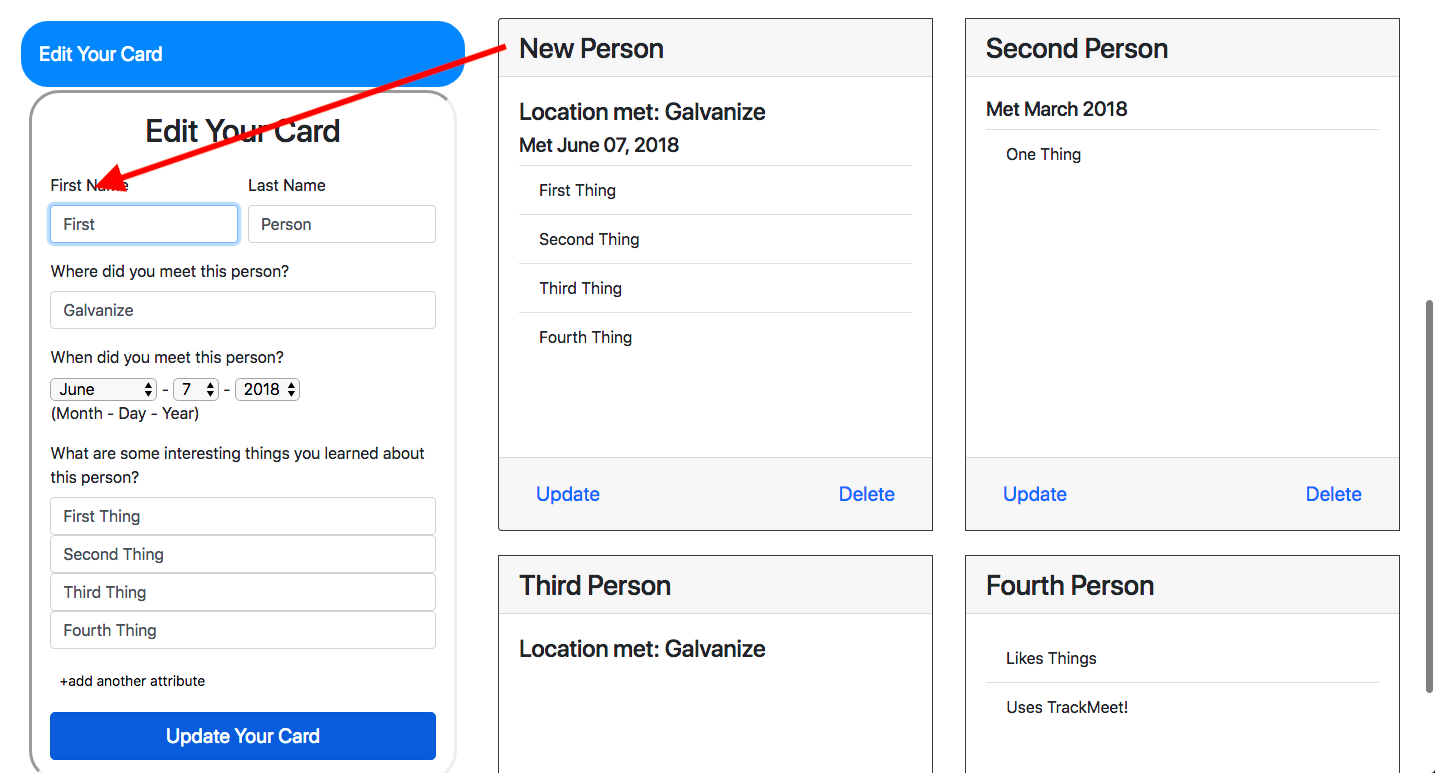 Edit Your Card
Edit Your Card
First Name
Last Name
First
Person
Where did you meet this person?
Galvanize
When did you meet this person?
June - 7 - 2018
(Month - Day - Year)
What are some interesting things you learned about
this person?
First Thing
Second Thing
Third Thing
Fourth Thing
+add another attribute
Update Your Card
New Person
Location met: Galvanize
Met June 07, 2018
First Thing
Second Thing
Third Thing
Fourth Thing
Update
Delete
Second Person
Met March 2018
One Thing
Update
Delete
Third Person
Location met: Galvanize
Fourth Person
Likes Things
Uses TrackMeet!